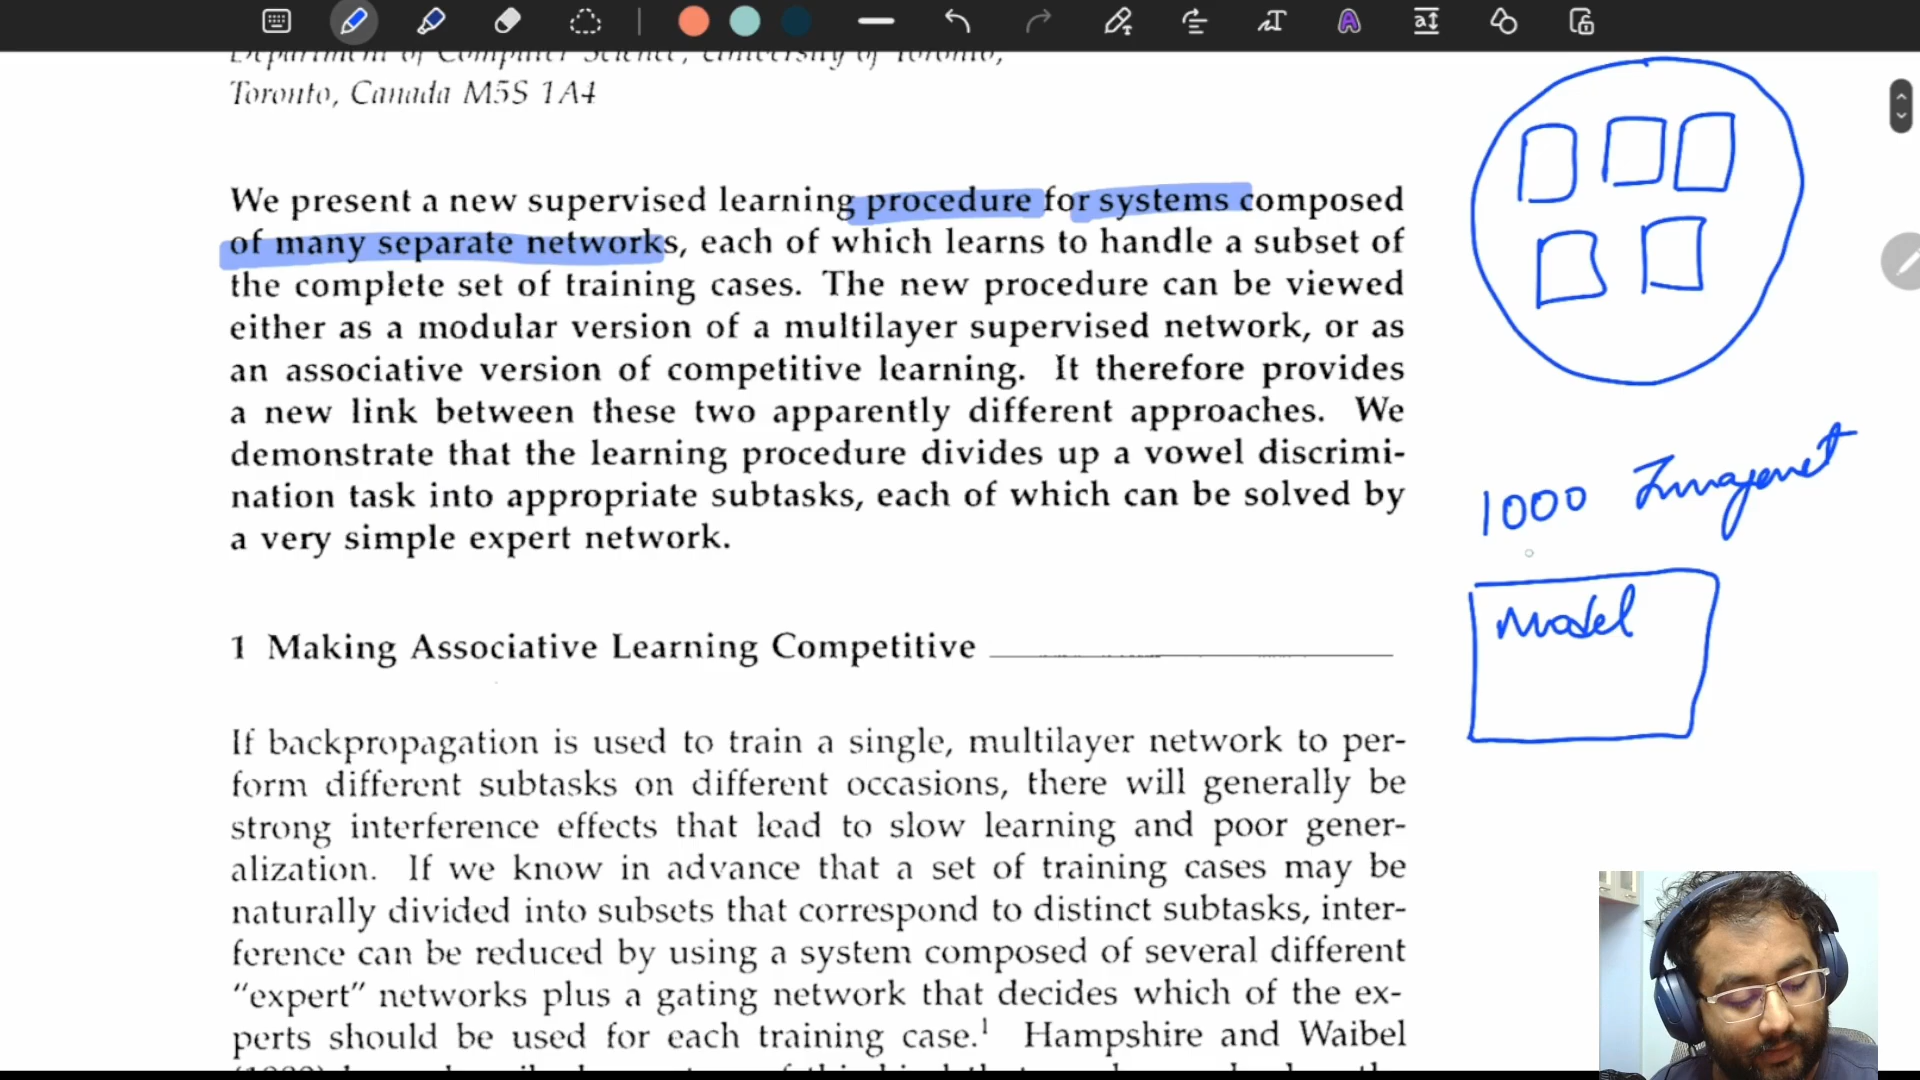 Department of Computer Science, University of Toronto,
Toronto, Canada M5S 1A4
We present a new supervised learning procedure for systems composed
of many separate networks, each of which learns to handle a subset of
the complete set of training cases. The new procedure can be viewed
either as a modular version of a multilayer supervised network, or as
an associative version of competitive learning. It therefore provides
a new link between these two apparently different approaches. We
demonstrate that the learning procedure divides up a vowel discrimi-
nation task into appropriate subtasks, each of which can be solved by
a very simple expert network.
1 Making Associative Learning Competitive
If backpropagation is used to train a single, multilayer network to per-
form different subtasks on different occasions, there will generally be
strong interference effects that lead to slow learning and poor gener-
alization. If we know in advance that a set of training cases may be
naturally divided into subsets that correspond to distinct subtasks, inter-
ference can be reduced by using a system composed of several different
“expert” networks plus a gating network that decides which of the ex-
perts should be used for each training case.¹ Hampshire and Waibel
1000 Imagenet
Model